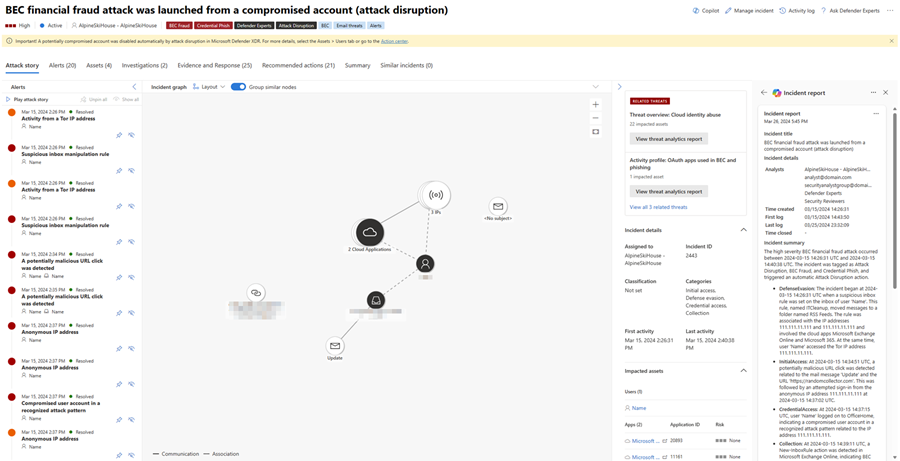 BEC financial fraud attack was launched from a compromised account (attack disruption)
Copilot
Manage incident
Activity log
Ask Defender Experts
High
Active
AlpineSkiHouse - AlpineSkiHouse
BEC Fraud
Credential Phish
Defender Experts
Attack Disruption
BEC
Email threats
Alerts
Important! A potentially compromised account was disabled automatically by attack disruption in Microsoft Defender XDR. For more details, select the Assets > Users tab or go to the Action center.
Attack story
Alerts (20)
Assets (4)
Investigations (2)
Evidence and Response (25)
Recommended actions (21)
Summary
Similar incidents (0)
Alerts
Play attack story
Unpin all
Show all
Mar 15, 2024 2:26 PM Resolved
Activity from a Tor IP address
Name
Mar 15, 2024 2:26 PM Resolved
Suspicious inbox manipulation rule
Name
Mar 15, 2024 2:26 PM Resolved
Activity from a Tor IP address
Name
Mar 15, 2024 2:26 PM Resolved
Suspicious inbox manipulation rule
Name
Mar 15, 2024 2:34 PM Resolved
A potentially malicious URL click
was detected
Name Name
Mar 15, 2024 2:35 PM Resolved
A potentially malicious URL click
was detected
Name Name
Mar 15, 2024 2:37 PM Resolved
Anonymous IP address
Name
Mar 15, 2024 2:37 PM Resolved
Anonymous IP address
Name
Mar 15, 2024 2:37 PM Resolved
Compromised user account in a
recognized attack pattern
Name
Mar 15, 2024 2:37 PM Resolved
Anonymous IP address
Name
Incident graph
Layout
Group similar nodes
3 IPs
<No subject>
2 Cloud Applications
Update
Communication
Association
RELATED THREATS
Threat overview: Cloud identity abuse
22 impacted assets
View threat analytics report
Activity profile: OAuth apps used in BEC and
phishing
1 impacted asset
View threat analytics report
View all 3 related threats
Incident details
Assigned to
AlpineSkiHouse -
AlpineSkiHouse
Incident ID
2443
Classification
Not set
Categories
Initial access,
Defense evasion,
Credential access,
Collection
First activity
Mar 15, 2024 2:26:31
PM
Last activity
Mar 15, 2024 2:40:38
PM
Impacted assets
Users (1)
Name
Apps (2)
Application ID
Risk
Microsoft ...
20893
None
Microsoft ...
11161
None
Incident report
Incident report
Mar 26, 2024 5:45 PM
Incident title
BEC financial fraud attack was launched from a
compromised account (attack disruption)
Incident details
Analysts
AlpineSkiHouse - AlpineSkiH...
analyst@domain.com
securityanalystgroup@doma...
Defender Experts
Security Reviewers
Time created 03/15/2024 14:26:31
First log 03/15/2024 14:43:50
Last log 03/25/2024 23:02:09
Time closed -
Incident summary
The high severity BEC financial fraud attack occurred
between 2024-03-15 14:26:31 UTC and 2024-03-15
14:40:38 UTC. The incident was tagged as Attack
Disruption, BEC Fraud, and Credential Phish, and
triggered an automatic Attack Disruption action.
DefenseEvasion: The incident began at 2024-
03-15 14:26:31 UTC when a suspicious inbox
rule was set on the inbox of user 'Name'. This
rule, named ITCleanup, moved messages to a
folder named RSS Feeds. The rule was
associated with the IP addresses
111.111.11.111 and 111.111.11.111 and
involved the cloud apps Microsoft Exchange
Online and Microsoft 365. At the same time,
user 'Name' accessed the Tor IP address
111.111.11.111.
InitialAccess: At 2024-03-15 14:34:51 UTC, a
potentially malicious URL click was detected
related to the mail message 'Update' and the
URL 'https://randomcollector.com'. This was
followed by an attempted sign-in from the
anonymous IP address 111.111.11.111 at
2024-03-15 14:37:02 UTC.
CredentialAccess: At 2024-03-15 14:37:15
UTC, user 'Name' logged on to OfficeHome,
indicating a compromised user account in a
recognized attack pattern related to the IP
address 111.111.11.111.
Collection: At 2024-03-15 14:39:11 UTC, a
New InboxRule action was detected in
Microsoft Exchange Online, indicating BEC